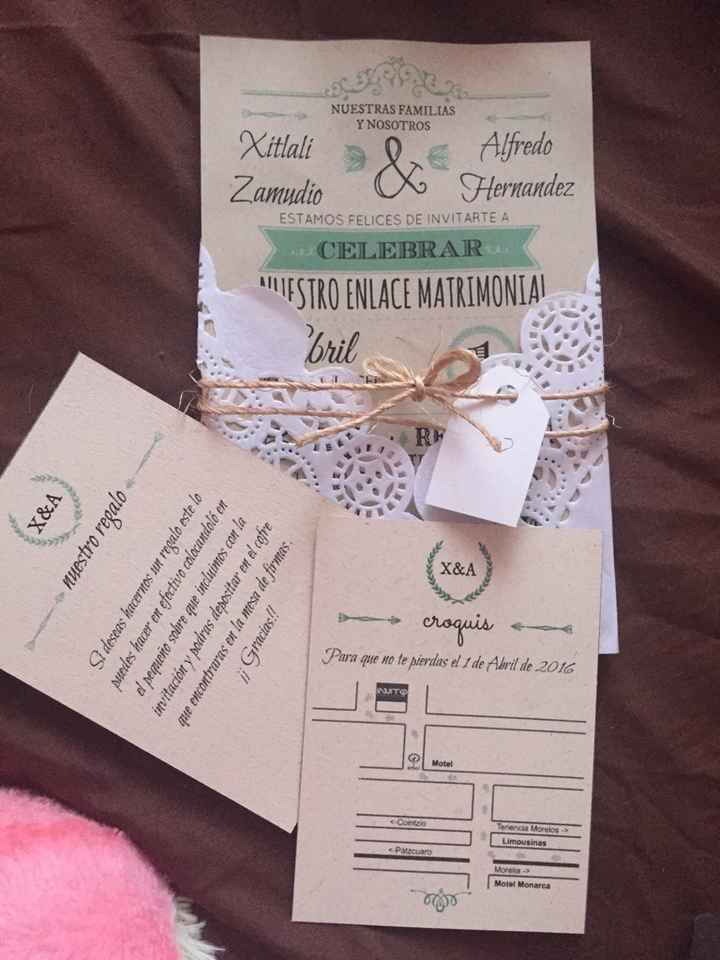 NUESTRAS FAMILIAS
Y NOSOTROS
Xitlali
Zamudio
&
Alfredo
Hernandez
ESTAMOS FELICES DE INVITARTE A
CELEBRAR
NUESTRO ENLACE MATRIMONIAL
X&A
nuestro regalo
Si deseas hacernos un regalo este lo
puedes hacer en efectivo colocandoló en
el pequeño sobre que incluimos con la
invitación y podras depositar en el cofre
que encontraras en la mesa de firmas.
¡¡ Gracias!!
X&A
croquis
Para que no te pierdas el 1 de Abril de 2016
Motel
<-Cointzio
Tenencia Morelos ->
Limousinas
<-Pátzcuaro
Morelia ->
Motel Monarca